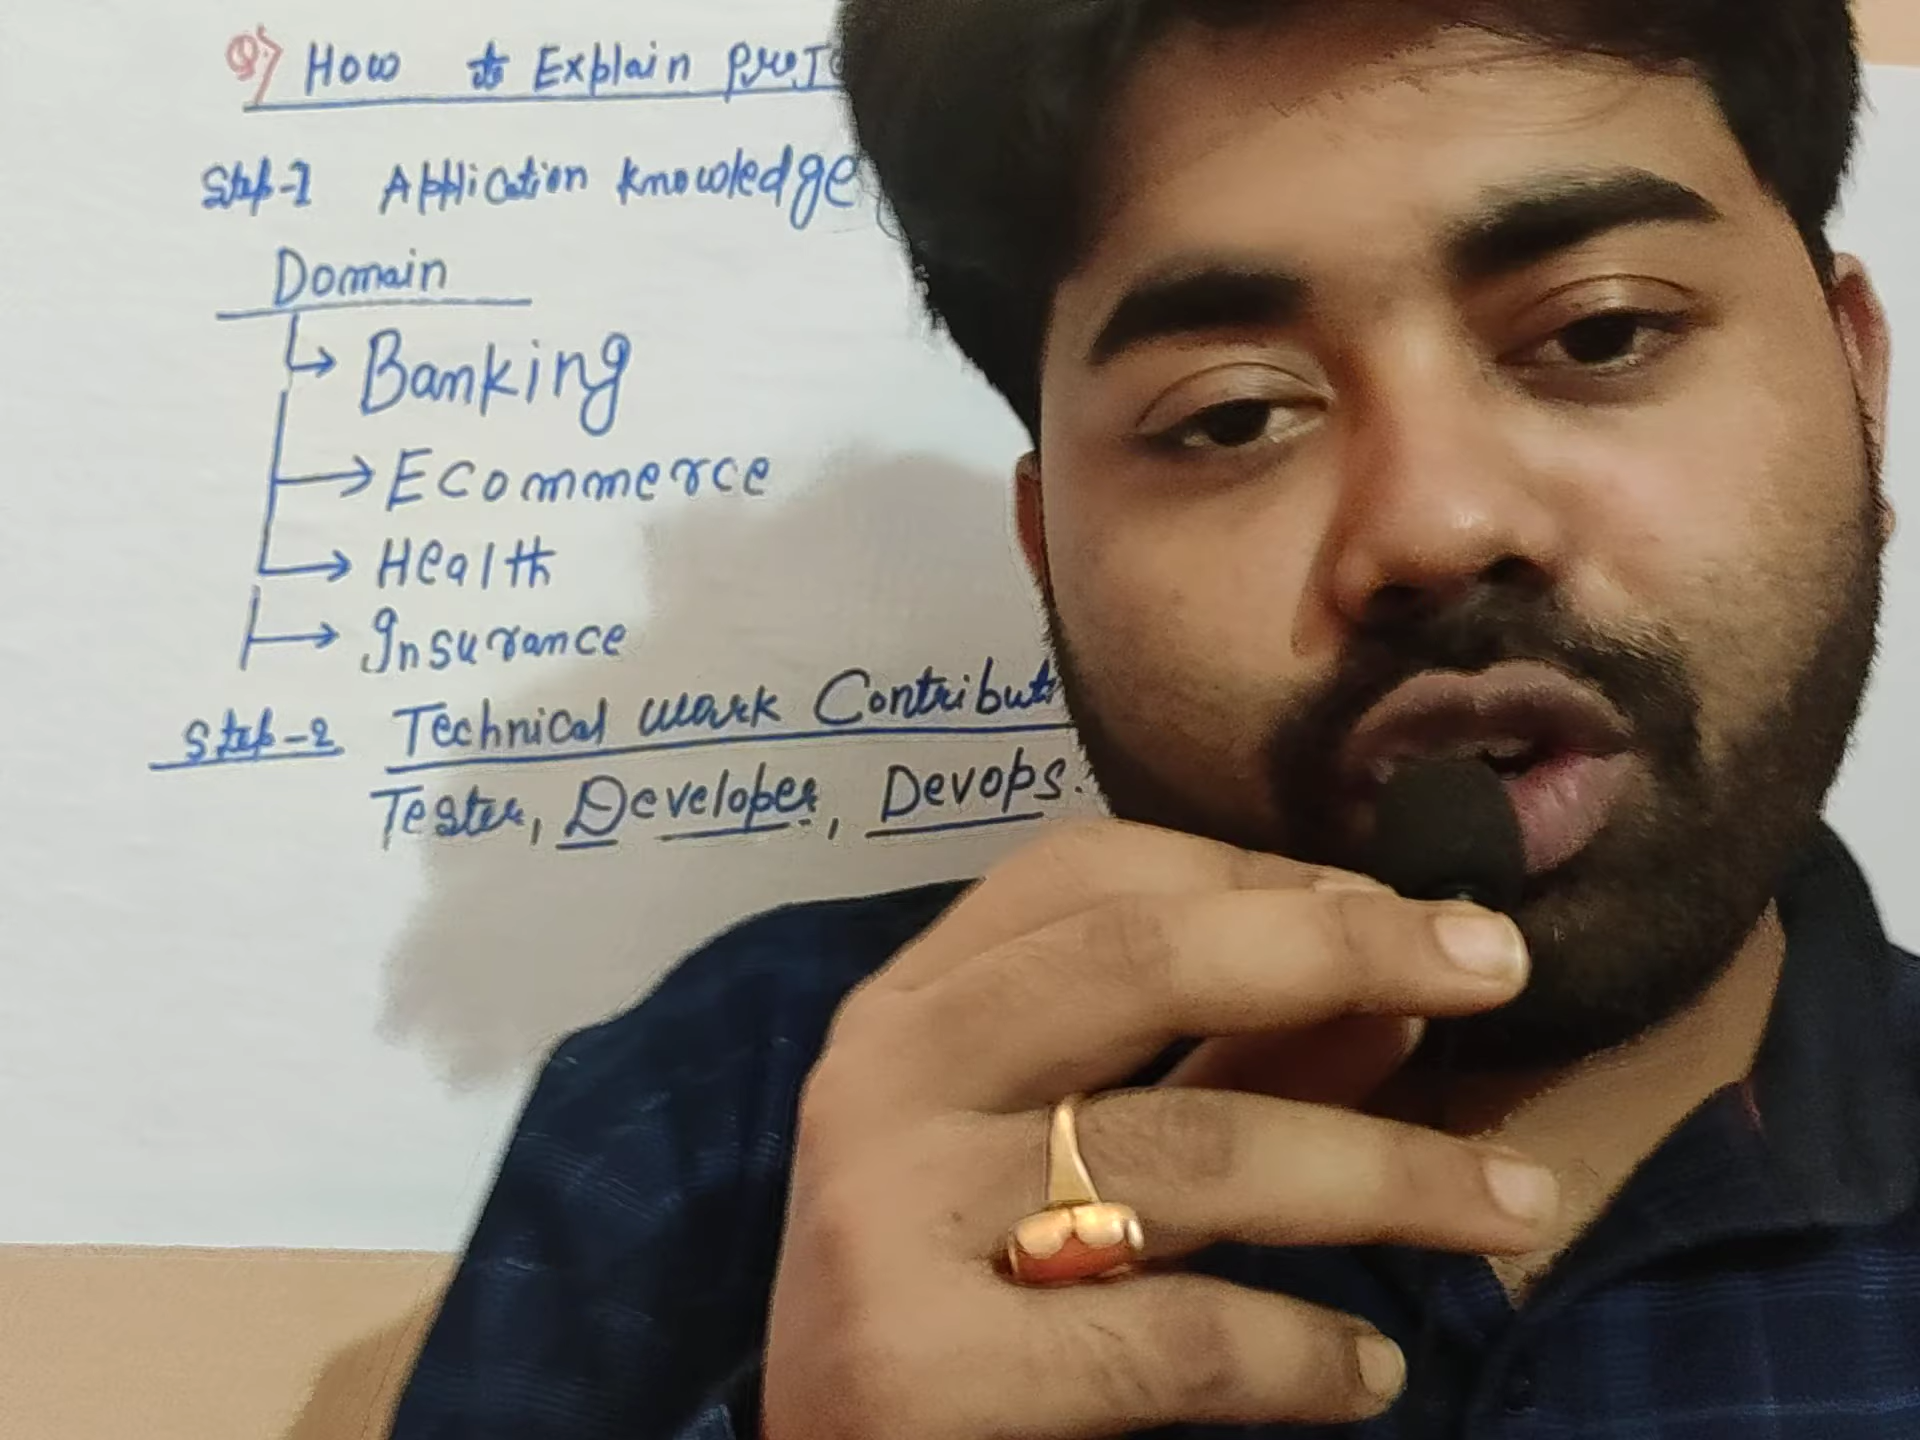 Q> How to Explain
Step-1 Application knowledge
Domain
Banking
Ecommerce
Health
Insurance
Step-2 Technical work
Tester, Developer, Devops.